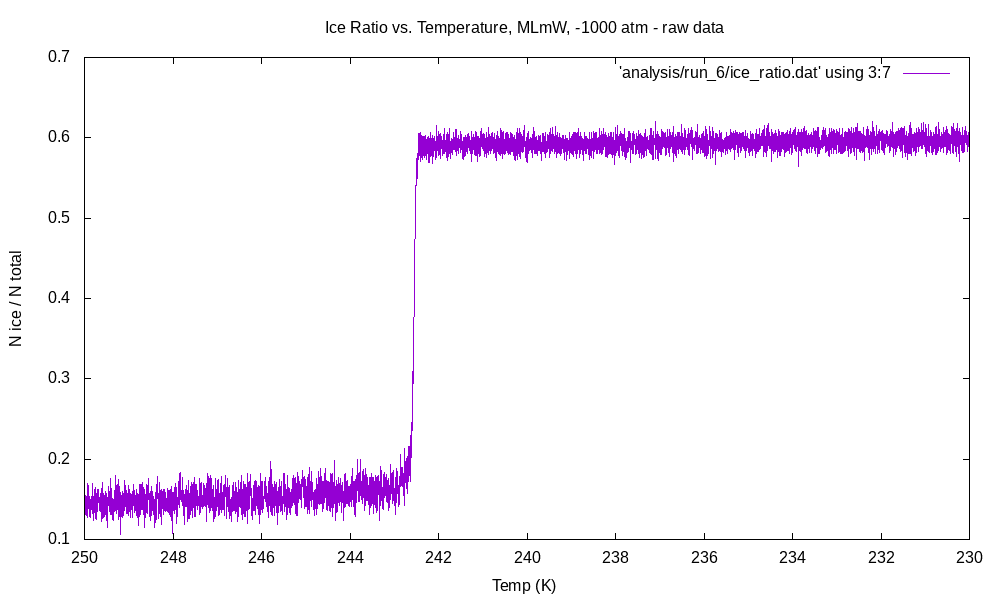 Ice Ratio vs. Temperature, MLmW, -1000 atm - raw data
'analysis/run_6/ice_ratio.dat' using 3:7
N ice / N total
0.7
0.6
0.5
0.4
0.3
0.2
0.1
250 248 246 244 242 240 238 236 234 232 230
Temp (K)